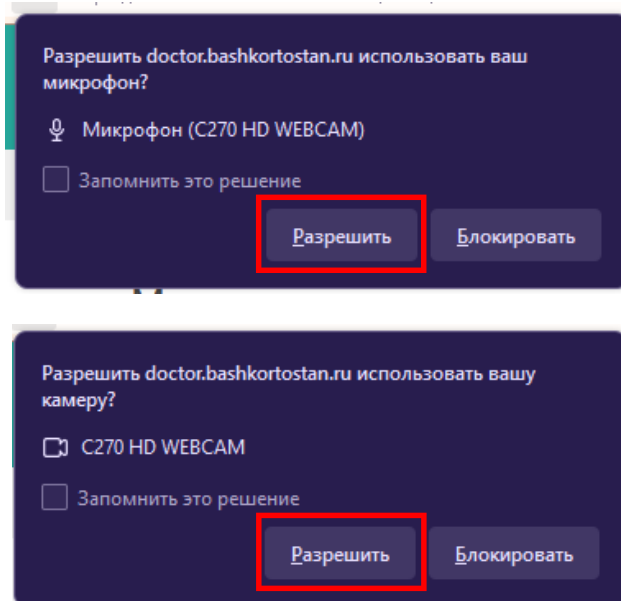 Разрешить doctor.bashkortostan.ru использовать ваш
микрофон?
Микрофон (C270 HD WEBCAM)
Запомнить это решение
Разрешить Блокировать
Разрешить doctor.bashkortostan.ru использовать вашу
камеру?
C270 HD WEBCAM
Запомнить это решение
Разрешить Блокировать